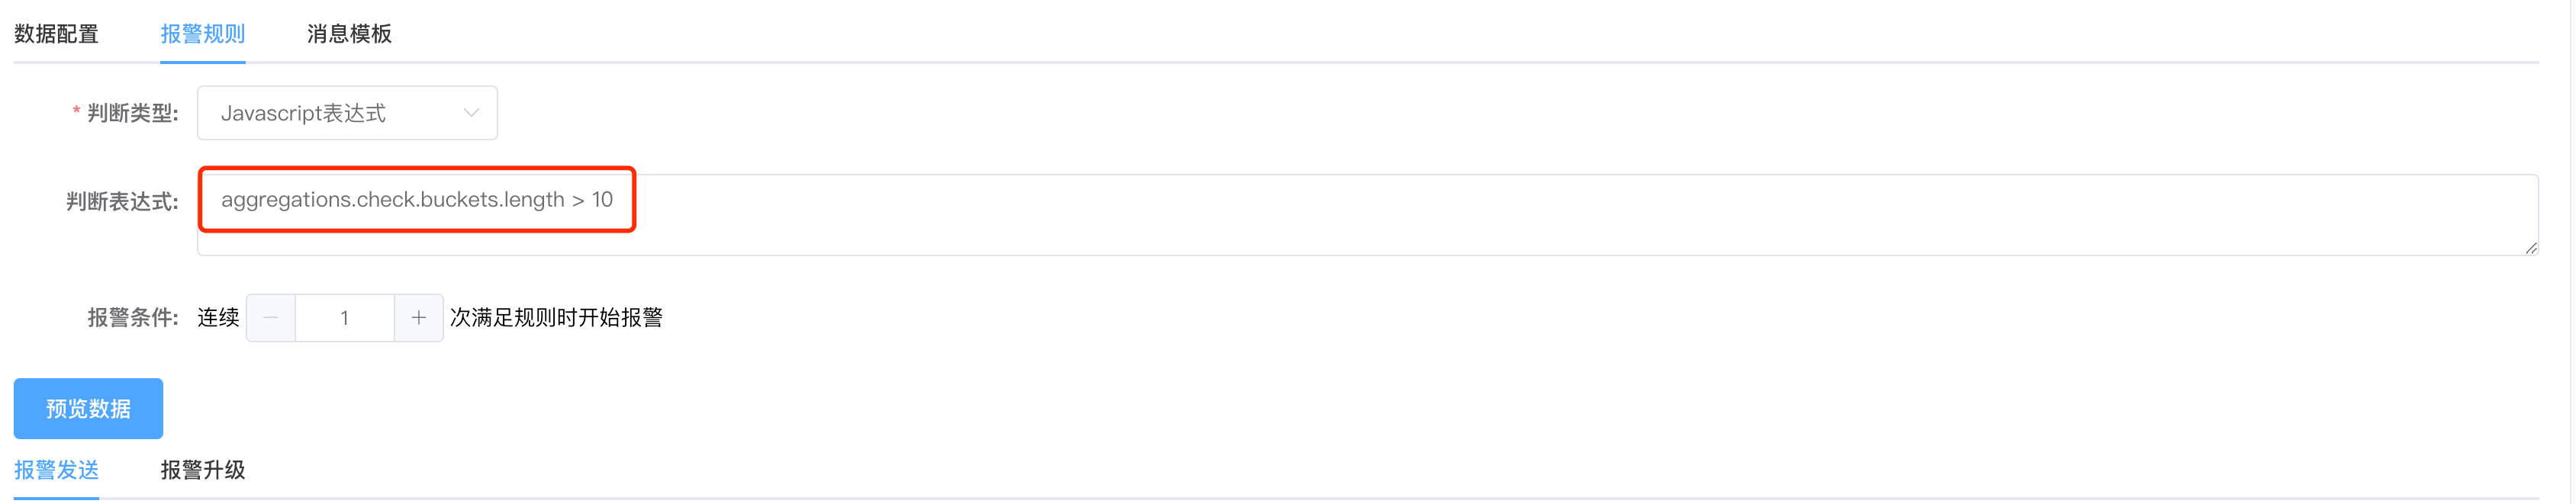 数据配置 报警规则 消息模板
* 判断类型: Javascript表达式
判断表达式: aggregations.check.buckets.length > 10
报警条件: 连续 — 1 + 次满足规则时开始报警
预览数据
报警发送 报警升级